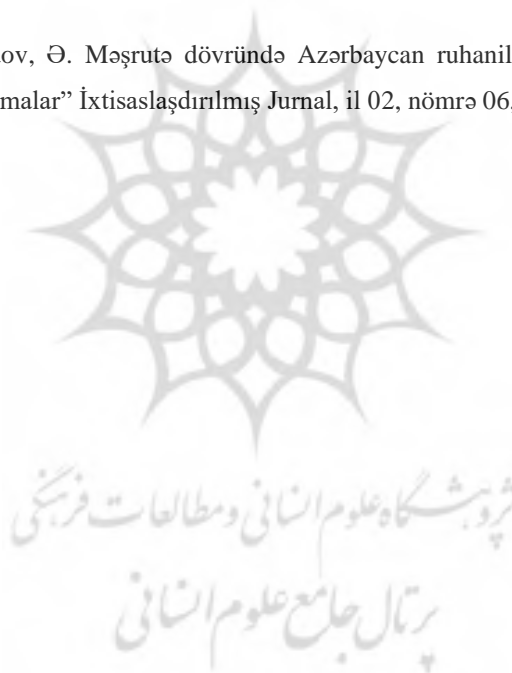 ov, Ə. Məşrutə dövründə Azərbaycan ruhanil
malar” İxtisaslaşdırılmış Jurnal, il 02, nömrə 06,
پژوهشگاه علوم انسانی و مطالعات فرهنگی
پرتال جامع علوم انسانی